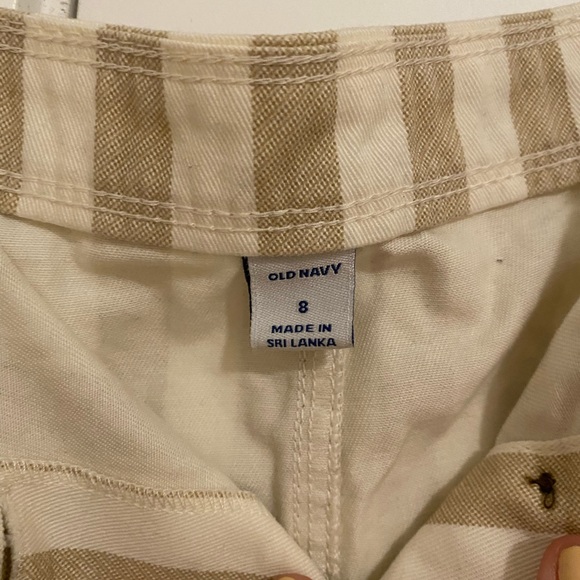 OLD NAVY
8
MADE IN
SRI LANKA